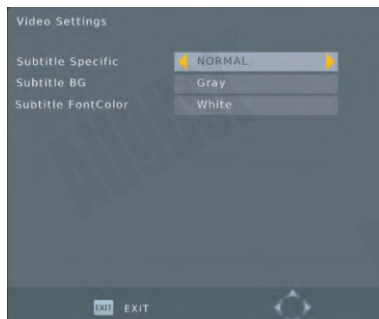 Video Settings
Subtitle Specific NORMAL
Subtitle BG Gray
Subtitle FontColor White
EXIT EXIT